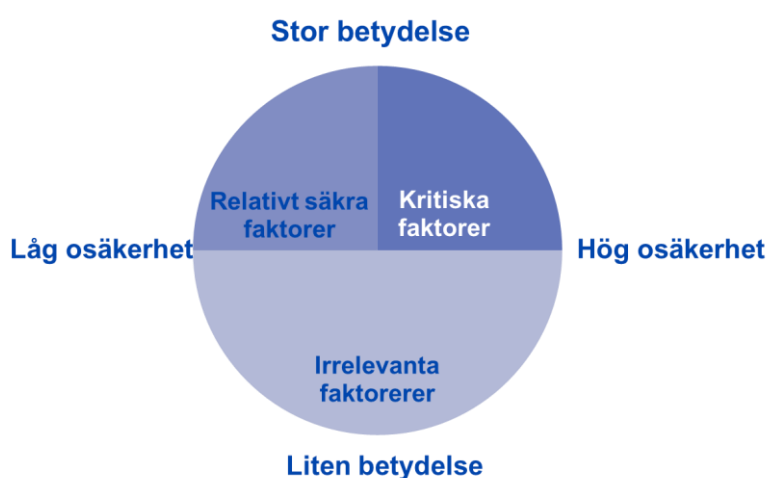 Stor betydelse
Relativt säkra
faktorer
Kritiska
faktorer
Låg osäkerhet
Hög osäkerhet
Irrelevanta
faktorerer
Liten betydelse